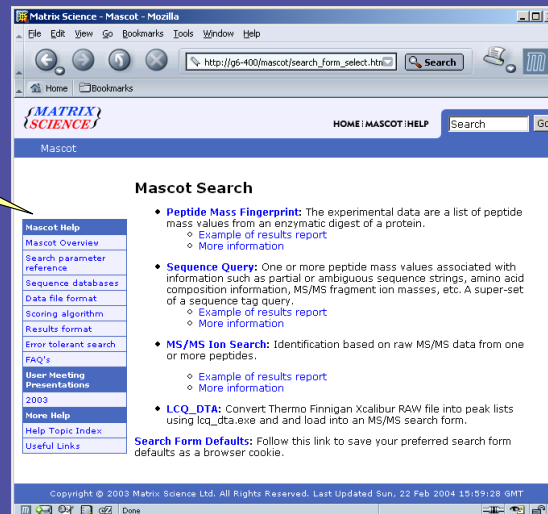 Matrix Science - Mascot - Mozilla
File Edit View Go Bookmarks Tools Window Help
http://g6-400/mascot/search_form_select.htm
Search
Home Bookmarks
{MATRIX}
{SCIENCE}
HOME : MASCOT : HELP
Search
Go
Mascot
Mascot Search
Mascot Help
Mascot Overview
Search parameter
reference
Sequence databases
Data file format
Scoring algorithm
Results format
Error tolerant search
FAQ's
User Meeting
Presentations
2003
More Help
Help Topic Index
Useful Links
Peptide Mass Fingerprint: The experimental data are a list of peptide
mass values from an enzymatic digest of a protein.
Example of results report
More information
Sequence Query: One or more peptide mass values associated with
information such as partial or ambiguous sequence strings, amino acid
composition information, MS/MS fragment ion masses, etc. A super-set
of a sequence tag query.
Example of results report
More information
MS/MS Ion Search: Identification based on raw MS/MS data from one
or more peptides.
Example of results report
More information
LCQ_DTA: Convert Thermo Finnigan Xcalibur RAW file into peak lists
using lcq_dta.exe and and load into an MS/MS search form.
Search Form Defaults: Follow this link to save your preferred search form
defaults as a browser cookie.
Copyright © 2003 Matrix Science Ltd. All Rights Reserved. Last Updated Sun, 22 Feb 2004 15:59:28 GMT
Done